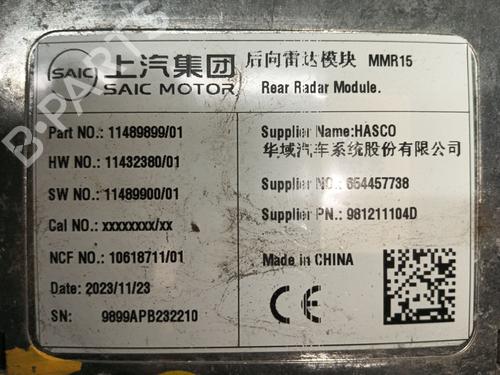 SAIC 上汽集团
SAIC MOTOR
后向雷达模块 MMR15
Rear Radar Module.
Part NO.: 11489899/01
HW NO.: 11432380/01
SW NO.: 11489900/01
Cal NO.: xxxxxxxx/xx
NCF NO.: 10618711/01
Date: 2023/11/23
SN: 9899APB232210
Supplier Name:HASCO
华域汽车系统股份有限公司
Supplier NO.: 654457738
Supplier PN.: 981211104D
Made in CHINA
CE
B-PARTS